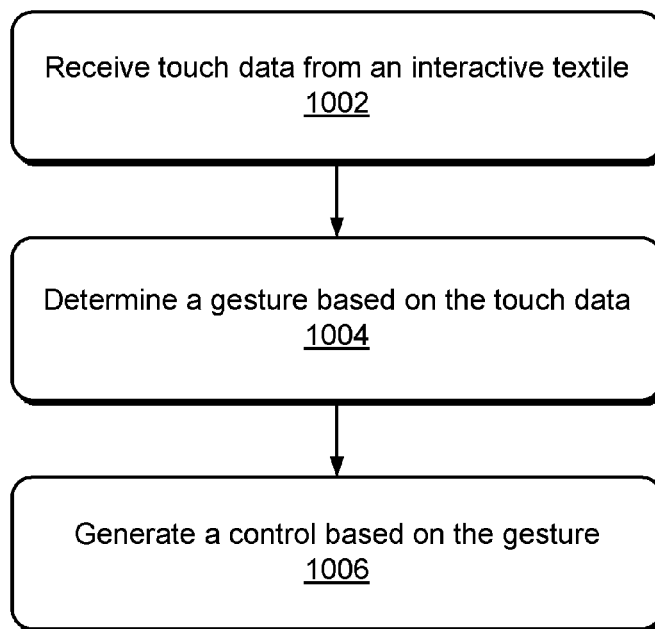 Receive touch data from an interactive textile
1002
Determine a gesture based on the touch data
1004
Generate a control based on the gesture
1006